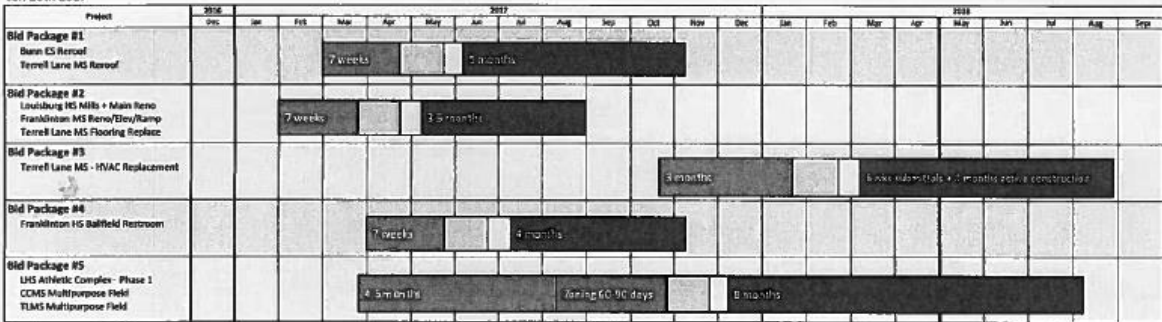 Project
2016
2017
2018
Dec Jan Feb Mar Apr May Jun Jul Aug Sep Oct Nov Dec Jan Feb Mar Apr May Jun Jul Aug Sept
Bid Package #1
Bunn ES Reroof
Terrell Lane MS Reroof
7 weeks
5 months
Bid Package #2
Louisburg HS Mills + Main Reno
Franklinton MS Reno/Elev/Ramp
Terrell Lane MS Flooring Replace
7 weeks
3.5 months
Bid Package #3
Terrell Lane MS - HVAC Replacement
3 months
submittals + months active construction
Bid Package #4
Franklinton HS Ballfield Restroom
7 weeks
4 months
Bid Package #5
LHS Athletic Complex - Phase 1
CCMS Multipurpose Field
TLMS Multipurpose Field
4.5 months
Zoning 60-90 days
8 months